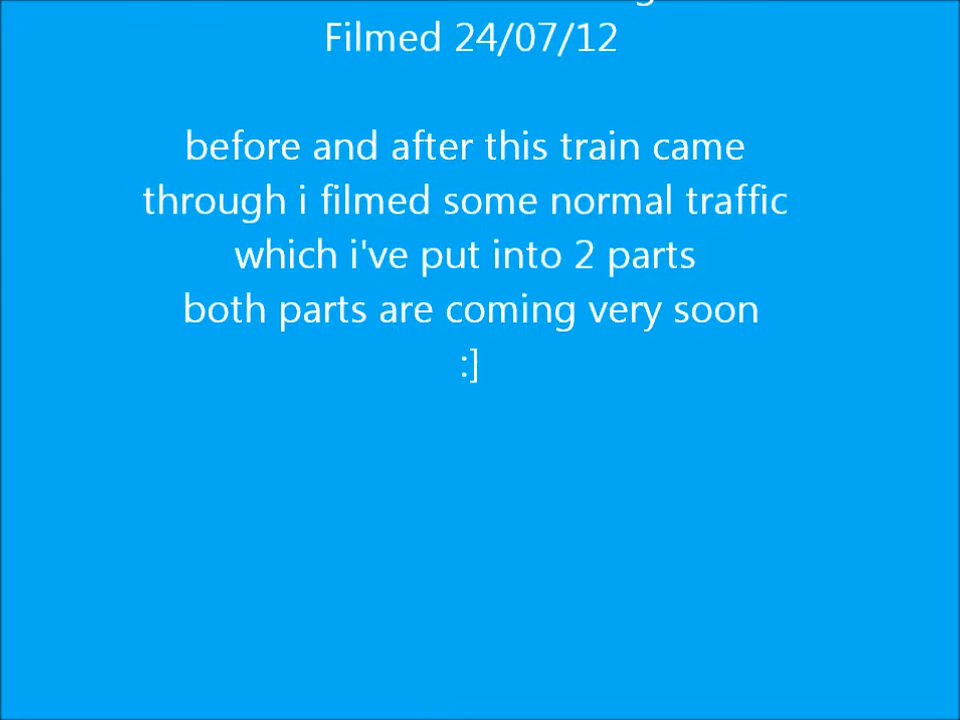 Filmed 24/07/12
before and after this train came
through i filmed some normal traffic
which i've put into 2 parts
both parts are coming very soon
:]